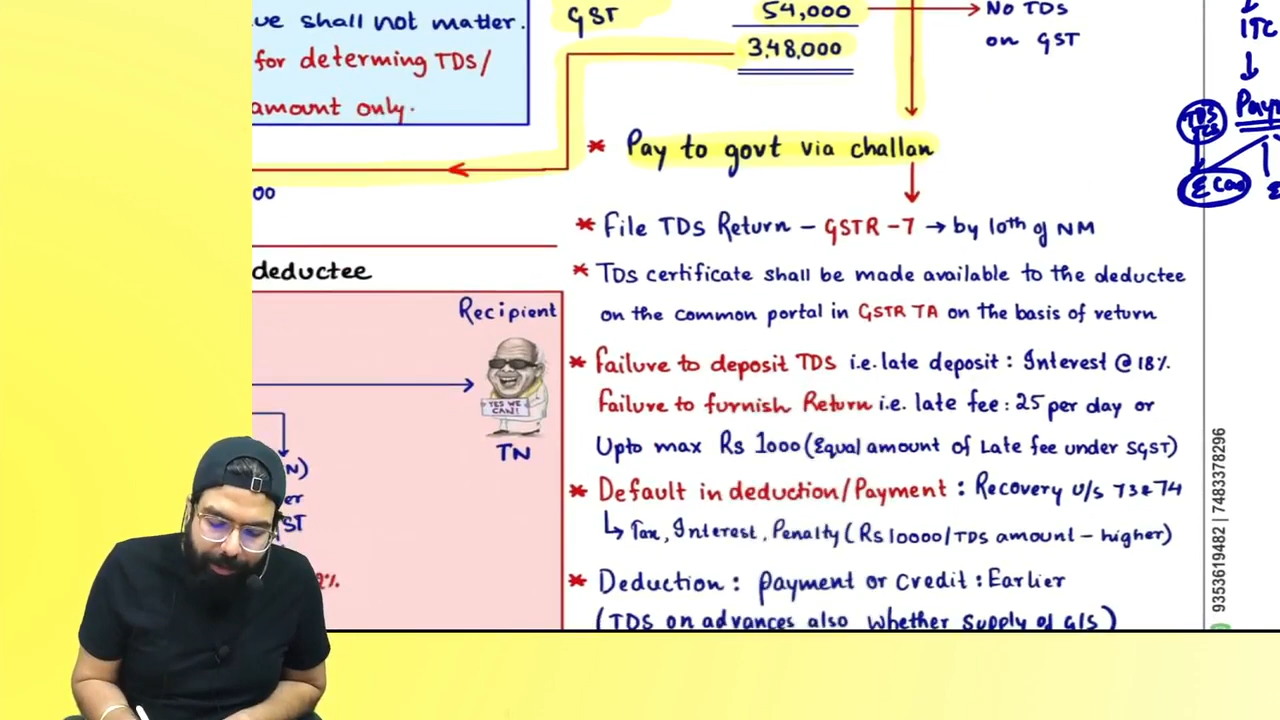 ue shall not matter.
for determining TDS/
amount only.
GST 54,000
3,48,000
No TDS
on GST
ITC
TDS
TCS
* Pay to govt via challan
00
* File TDS Return - GSTR-7 → by 10th of NM
deductee
* TDS certificate shall be made available to the deductee
on the common portal in GSTR 7A on the basis of return
Recipient
YES WE
CAN!
TN
* Failure to deposit TDS i.e. late deposit : Interest @ 18%.
Failure to furnish Return i.e. late fee : 25 per day or
Upto max Rs 1000 (Equal amount of Late fee under SGST)
N)
er
ST
* Default in deduction/Payment : Recovery U/s 73 & 74
↳ Tax, Interest, Penalty (Rs 10000/TDS amount - higher)
%.
* Deduction : Payment or Credit : Earlier
(TDS on advances also whether supply of G/S)
9353619482 | 7483378296